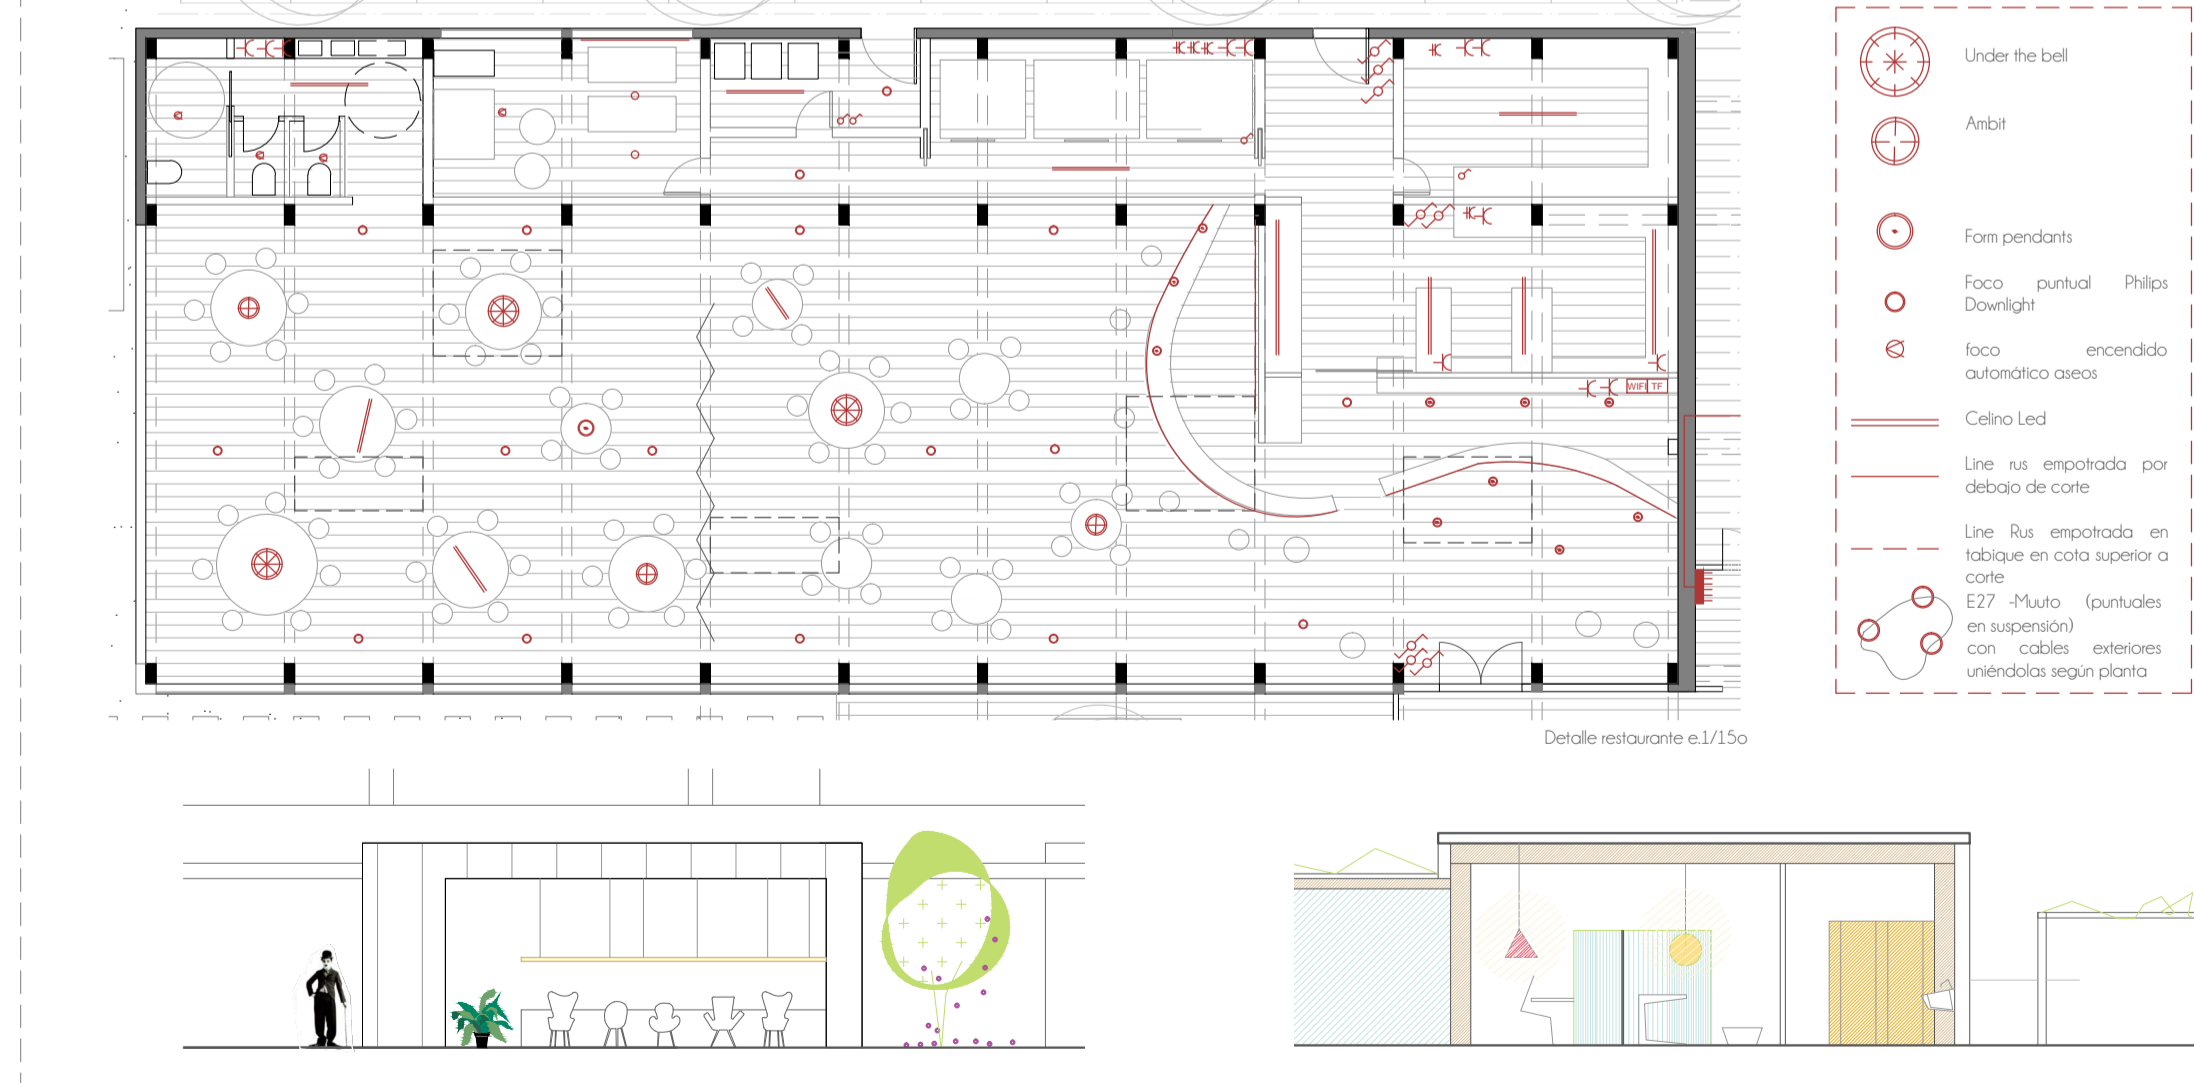 Under the bell
Ambit
Form pendants
Foco puntual Philips
Downlight
foco encendido
automático aseos
Celino Led
Line rus empotrada por
debajo de corte
Line Rus empotrada en
tabique en cota superior a
corte
E27 -Muuto (puntuales
en suspensión)
con cables exteriores
uniéndolas según planta
WIFI TF
Detalle restaurante e.1/15o